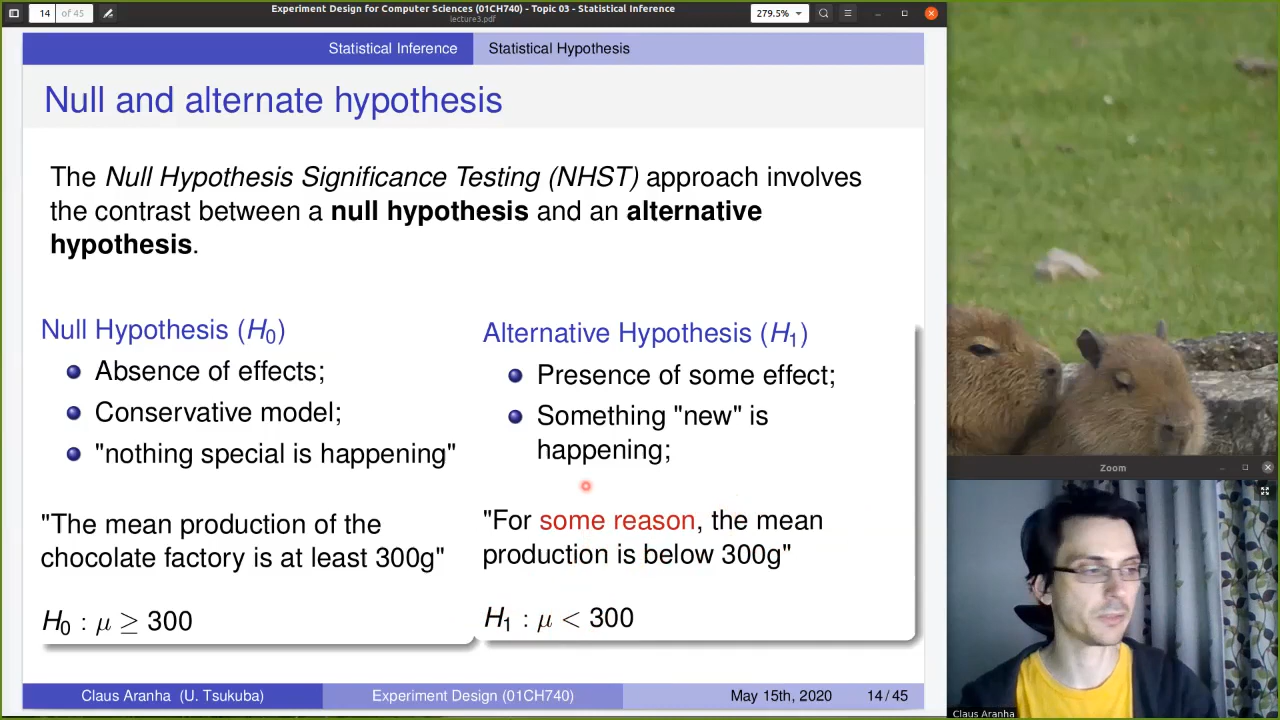 14 of 45
Experiment Design for Computer Sciences (01CH740) - Topic 03 - Statistical Inference
lecture3.pdf
279.5%
Statistical Inference Statistical Hypothesis
Null and alternate hypothesis
The Null Hypothesis Significance Testing (NHST) approach involves
the contrast between a null hypothesis and an alternative
hypothesis.
Null Hypothesis (H0)
Absence of effects;
Conservative model;
"nothing special is happening"
"The mean production of the
chocolate factory is at least 300g"
H0 : μ ≥ 300
Alternative Hypothesis (H1)
Presence of some effect;
Something "new" is
happening;
"For some reason, the mean
production is below 300g"
H1 : μ < 300
Claus Aranha (U. Tsukuba) Experiment Design (01CH740) May 15th, 2020 14 / 45
Zoom
Claus Aranha